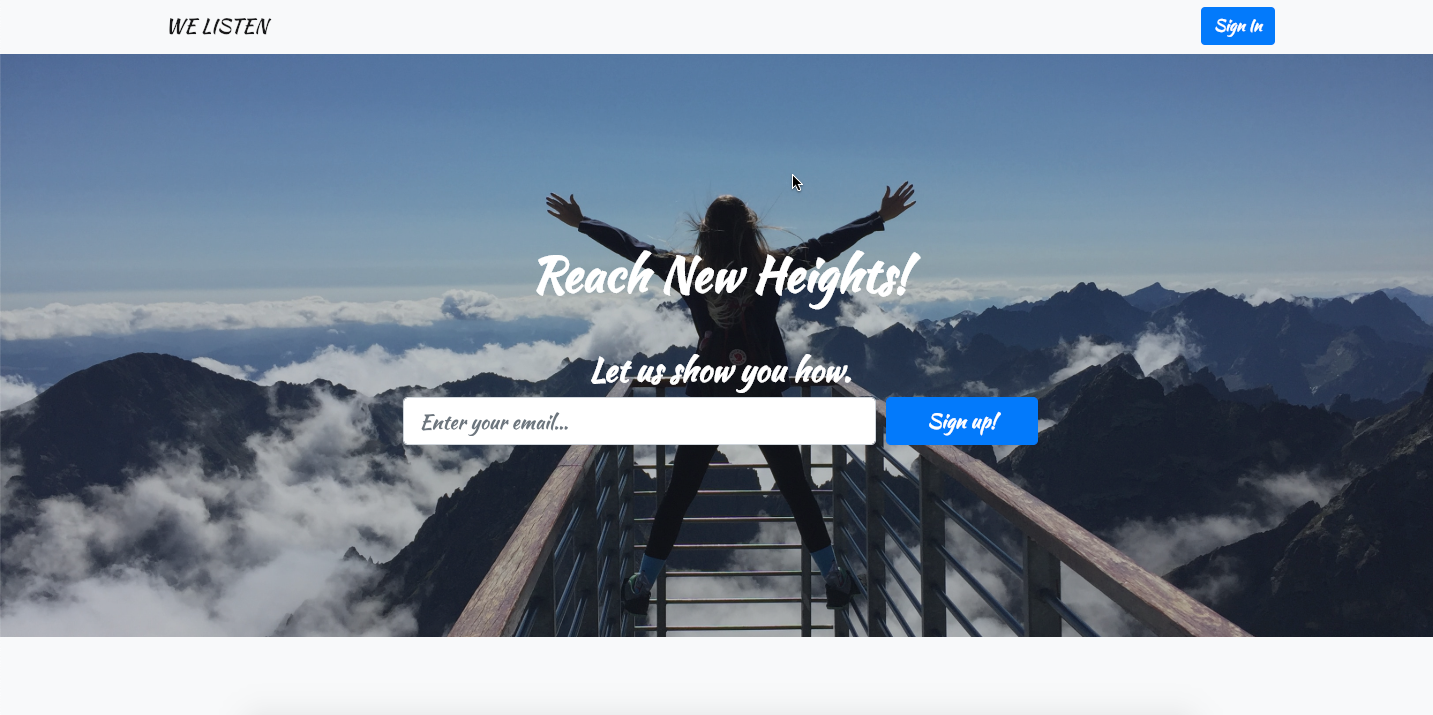 WE LISTEN
Sign In
Reach New Heights!
Let us show you how.
Enter your email...
Sign up!